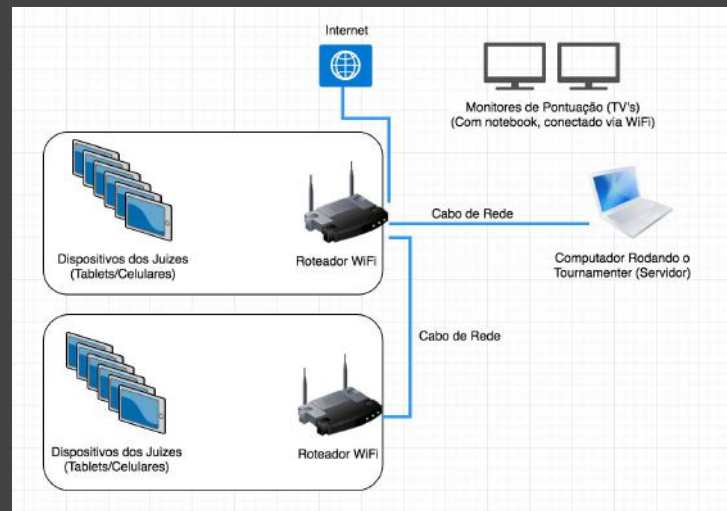 Internet
Monitores de Pontuação (TV's)
(Com notebook, conectado via WiFi)
Cabo de Rede
Dispositivos dos Juizes
(Tablets/Celulares)
Roteador WiFi
Computador Rodando o
Tournamenter (Servidor)
Cabo de Rede
Dispositivos dos Juizes
(Tablets/Celulares)
Roteador WiFi